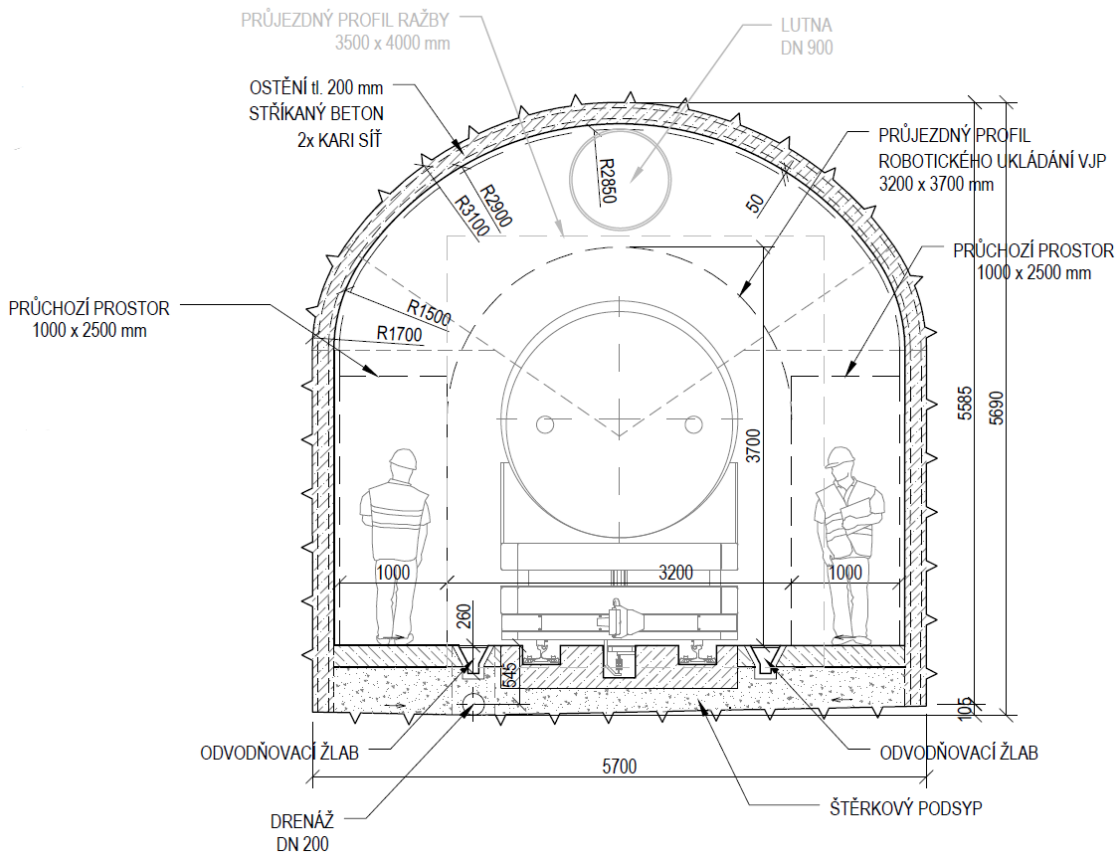 PRŮJEZDNÝ PROFIL RAŽBY
3500 x 4000 mm
LUTNA
DN 900
OSTĚNÍ tl. 200 mm
STŘÍKANÝ BETON
2x KARI SÍŤ
PRŮJEZDNÝ PROFIL
ROBOTICKÉHO UKLÁDÁNÍ VJP
3200 x 3700 mm
R2850
R2900
R3100
50
PRŮCHOZÍ PROSTOR
1000 x 2500 mm
PRŮCHOZÍ PROSTOR
1000 x 2500 mm
R1500
R1700
3700
5585
5690
1000
3200
1000
260
545
105
ODVODŇOVACÍ ŽLAB
ODVODŇOVACÍ ŽLAB
5700
ŠTĚRKOVÝ PODSYP
DRENÁŽ
DN 200